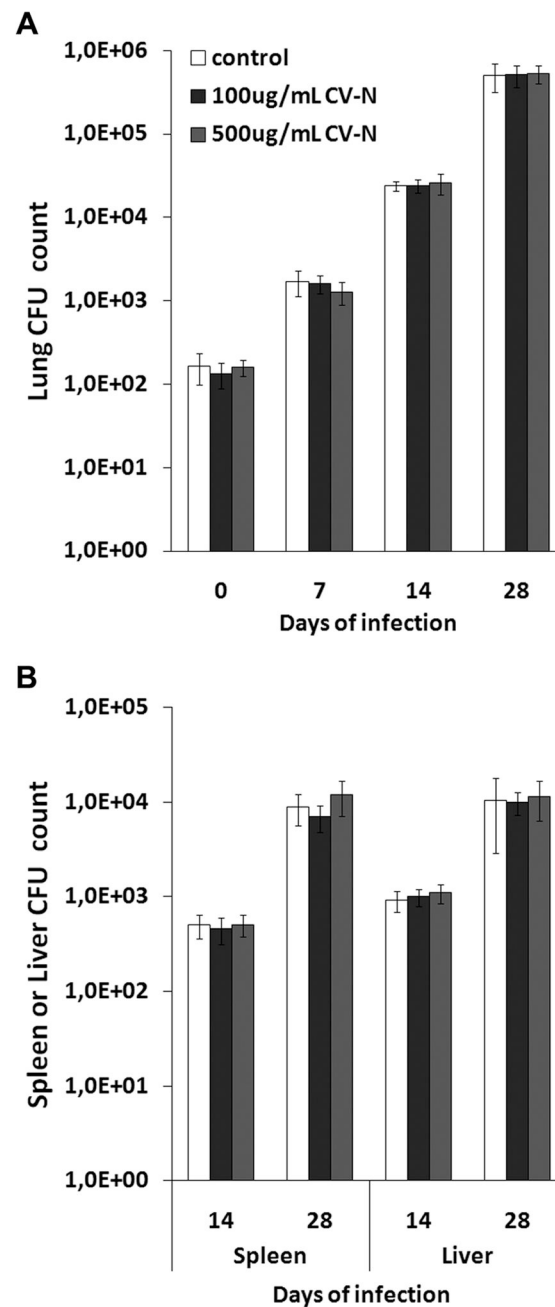 A
Lung CFU count
1,0E+06
1,0E+05
1,0E+04
1,0E+03
1,0E+02
1,0E+01
1,0E+00
control
100ug/mL CV-N
500ug/mL CV-N
0 7 14 28
Days of infection
B
Spleen or Liver CFU count
1,0E+05
1,0E+04
1,0E+03
1,0E+02
1,0E+01
1,0E+00
14 28 14 28
Spleen Liver
Days of infection